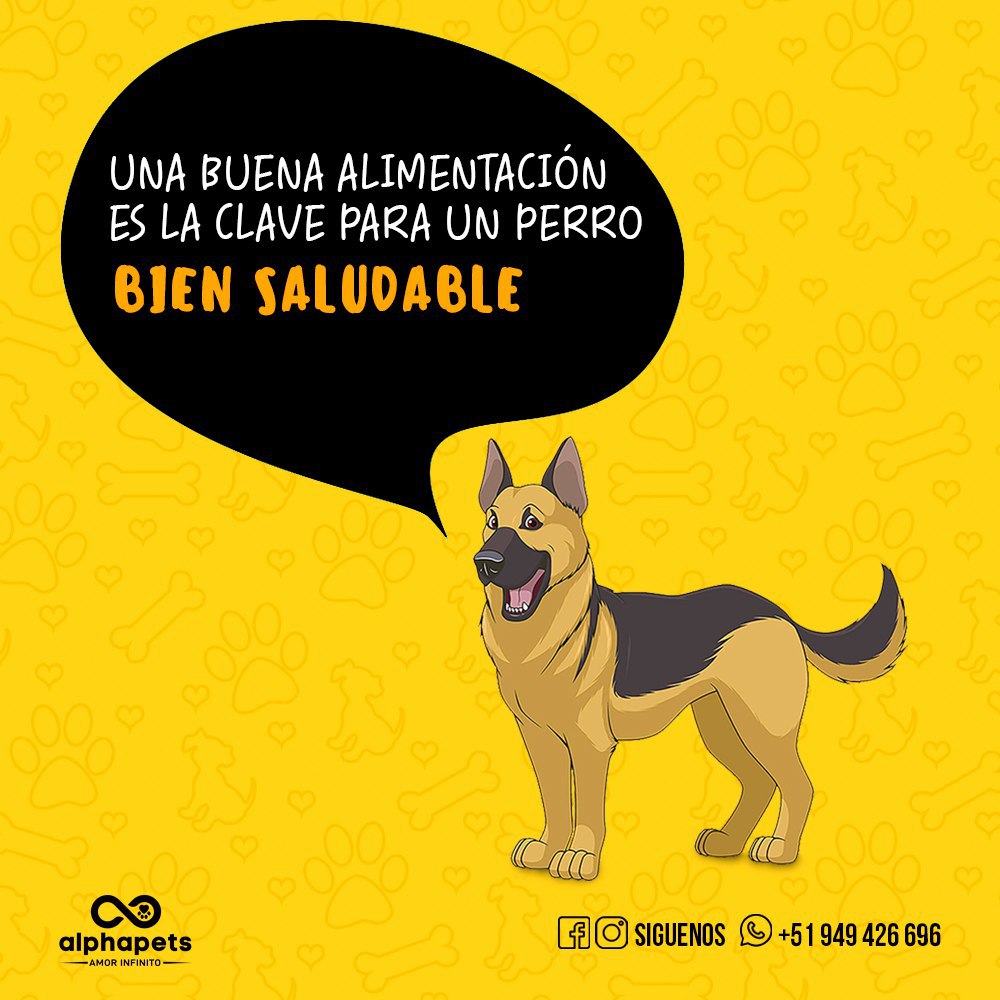 UNA BUENA ALIMENTACIÓN
ES LA CLAVE PARA UN PERRO
BIEN SALUDABLE
alphapets
AMOR INFINITO
SIGUENOS +51 949 426 696